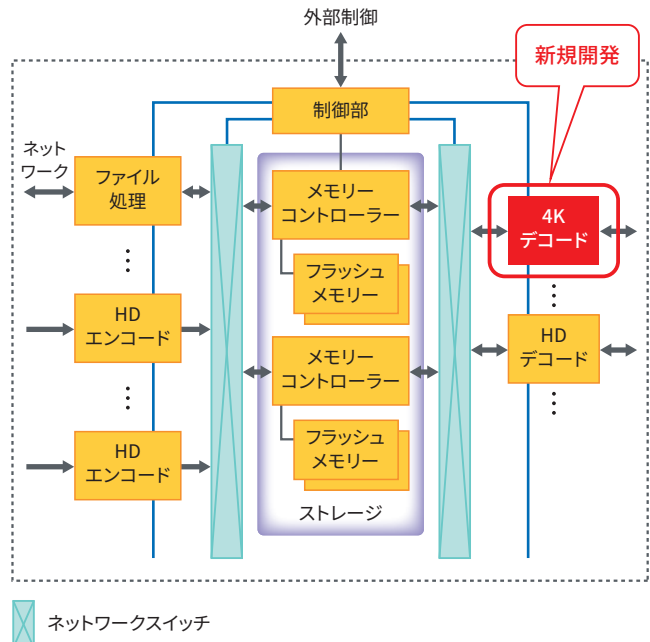 外部制御
新規開発
制御部
ネット
ワーク
ファイル
処理
メモリー
コントローラー
4K
デコード
フラッシュ
メモリー
HD
エンコード
HD
デコード
メモリー
コントローラー
フラッシュ
メモリー
HD
エンコード
ストレージ
ネットワークスイッチ